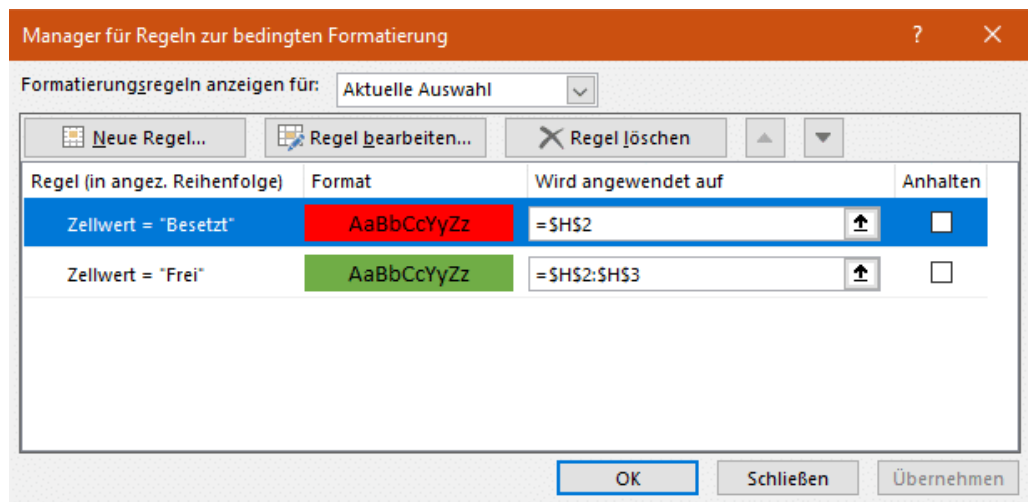 Manager für Regeln zur bedingten Formatierung ? ×
Formatierungsregeln anzeigen für: Aktuelle Auswahl
Neue Regel... Regel bearbeiten... Regel löschen
Regel (in angez. Reihenfolge) Format Wird angewendet auf Anhalten
Zellwert = "Besetzt" AaBbCcYyZz =$H$2
Zellwert = "Frei" AaBbCcYyZz =$H$2:$H$3
OK Schließen Übernehmen